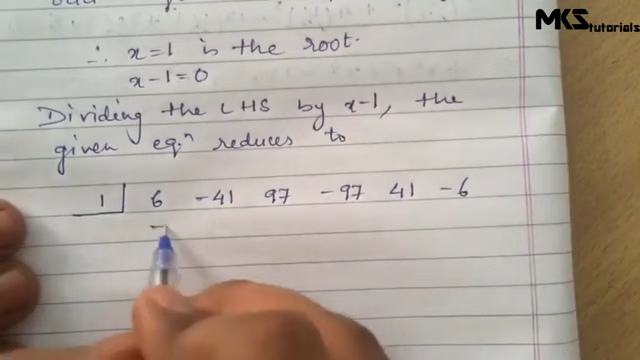 MKS tutorials
∴ x=1 is the root.
x-1=0
Dividing the LHS by x-1, the
given eqⁿ reduces to
1 6 -41 97 -97 41 -6